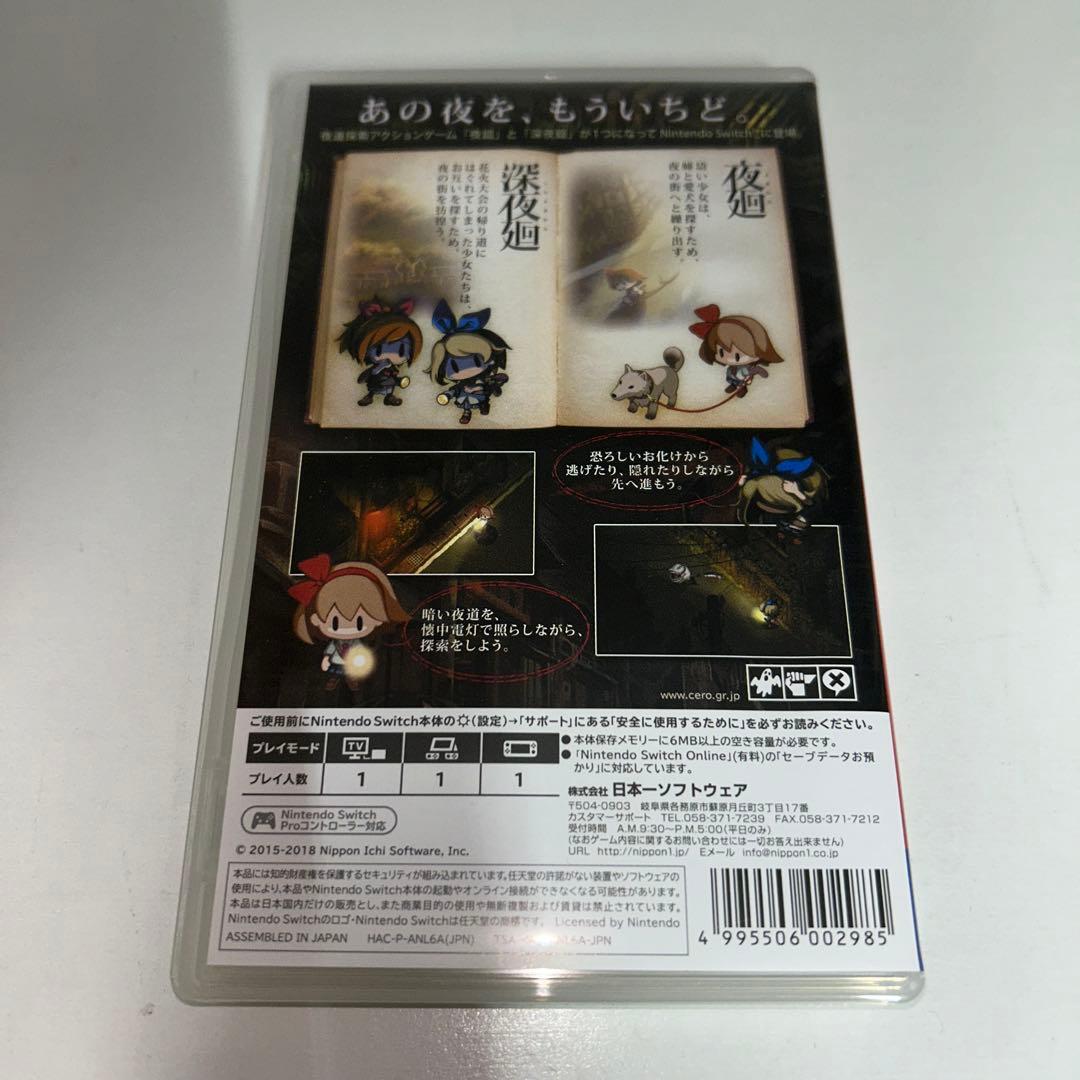 あの夜を、もういちど。
夜道探索アクションゲーム「夜廻」と「深夜廻」が1つになって Nintendo Switch™に登場。
夜廻
幼い少女は、
姉と愛犬を探すため、
夜の街へと繰り出す。
深夜廻
花火大会の帰り道に
はぐれてしまった少女たちは、
お互いを探すため、
夜の街を彷徨う。
恐ろしいお化けから
逃げたり、隠れたりしながら
先へ進もう。
暗い夜道を、
懐中電灯で照らしながら、
探索をしよう。
www.cero.gr.jp
ご使用前にNintendo Switch本体の(設定)→「サポート」にある「安全に使用するために」を必ずお読みください。
プレイモード TV
プレイ人数 1 1 1
●本体保存メモリーに6MB以上の空き容量が必要です。
●「Nintendo Switch Online」(有料)の「セーブデータお預
かり」に対応しています。
Nintendo Switch
Proコントローラー対応
© 2015-2018 Nippon Ichi Software, Inc.
株式会社 日本一ソフトウェア
〒504-0903 岐阜県各務原市蘇原月丘町3丁目17番
カスタマーサポート TEL.058-371-7239 FAX.058-371-7212
受付時間 A.M.9:30~P.M.5:00(平日のみ)
(なおゲーム内容に関するお問い合わせには一切お答え出来ません)
URL http://nippon1.jp/ Eメール info@nippon1.co.jp
本品には知的財産権を保護するセキュリティが組み込まれています。任天堂の許諾がない装置やソフトウェアの
使用により、本品やNintendo Switch本体の起動やオンライン接続ができなくなる可能性があります。
本品は日本国内だけの販売とし、また商業目的の使用や無断複製および賃貸は禁止されています。
Nintendo Switchのロゴ・Nintendo Switchは任天堂の商標です。 Licensed by Nintendo
ASSEMBLED IN JAPAN HAC-P-ANL6A(JPN)
4 995506 002985